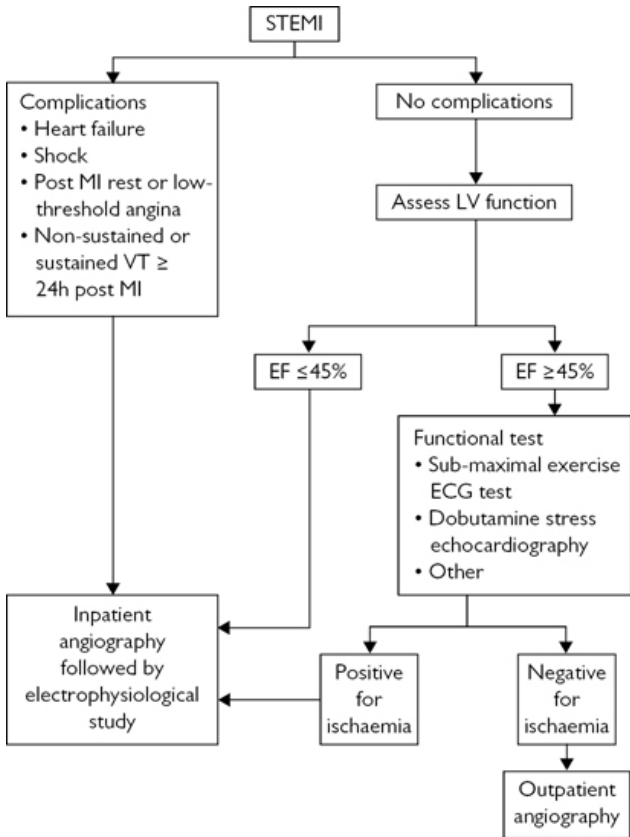 STEMI
Complications
• Heart failure
• Shock
• Post MI rest or low-
threshold angina
• Non-sustained or
sustained VT ≥
24h post MI
No complications
Assess LV function
EF ≤45%
EF ≥45%
Functional test
• Sub-maximal exercise
ECG test
• Dobutamine stress
echocardiography
• Other
Inpatient
angiography
followed by
electrophysiological
study
Positive
for
ischaemia
Negative
for
ischaemia
Outpatient
angiography